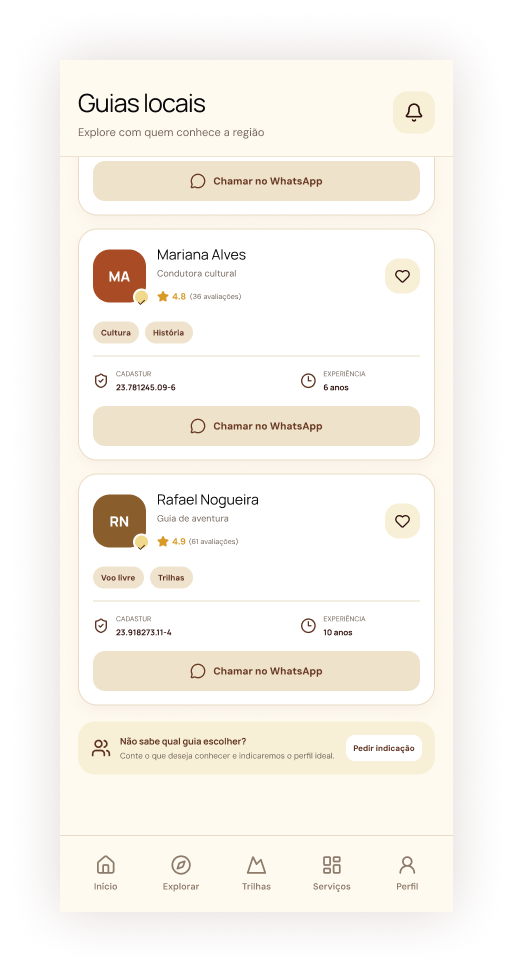 Guias locais
Explore com quem conhece a região
Chamar no WhatsApp
MA
Mariana Alves
Condutora cultural
4.8 (36 avaliações)
Cultura
História
CADASTUR
23.781245.09-6
EXPERIÊNCIA
6 anos
Chamar no WhatsApp
RN
Rafael Nogueira
Guia de aventura
4.9 (61 avaliações)
Voo livre
Trilhas
CADASTUR
23.918273.11-4
EXPERIÊNCIA
10 anos
Chamar no WhatsApp
Não sabe qual guia escolher?
Conte o que deseja conhecer e indicaremos o perfil ideal.
Pedir indicação
Início
Explorar
Trilhas
Serviços
Perfil